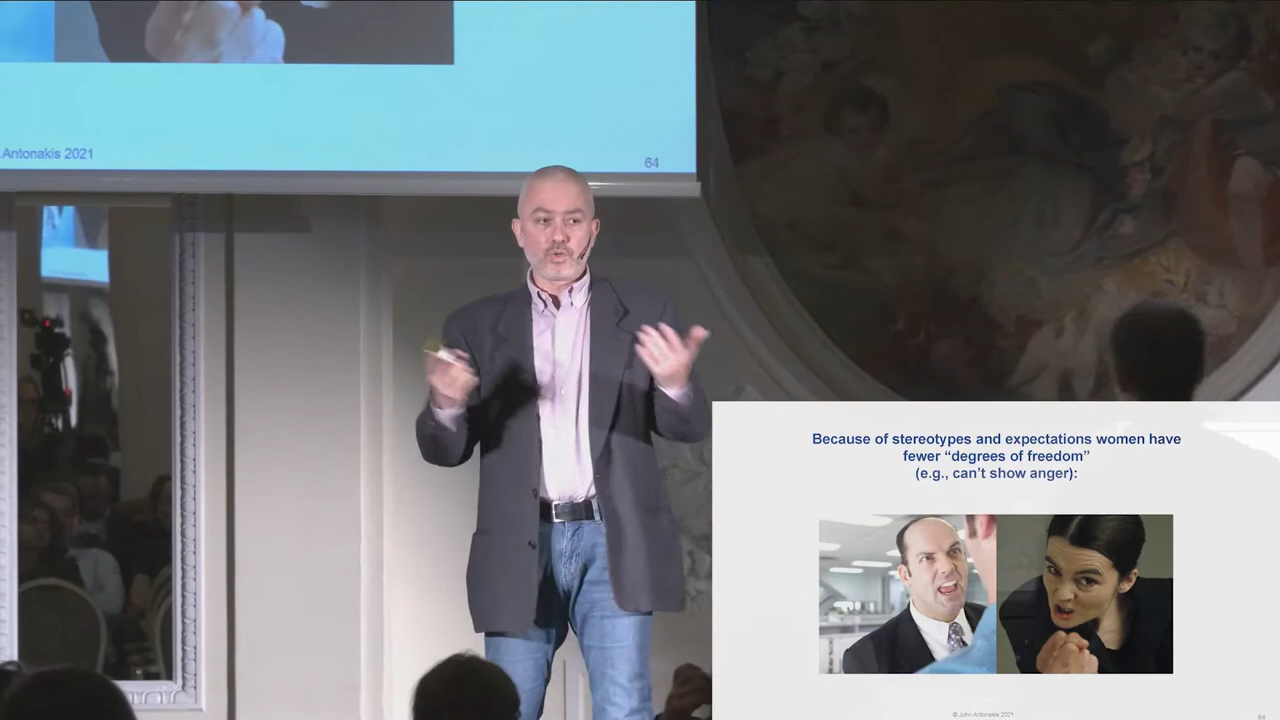 Antonakis 2021
64
Because of stereotypes and expectations women have
fewer “degrees of freedom”
(e.g., can’t show anger):
© John Antonakis 2021
64